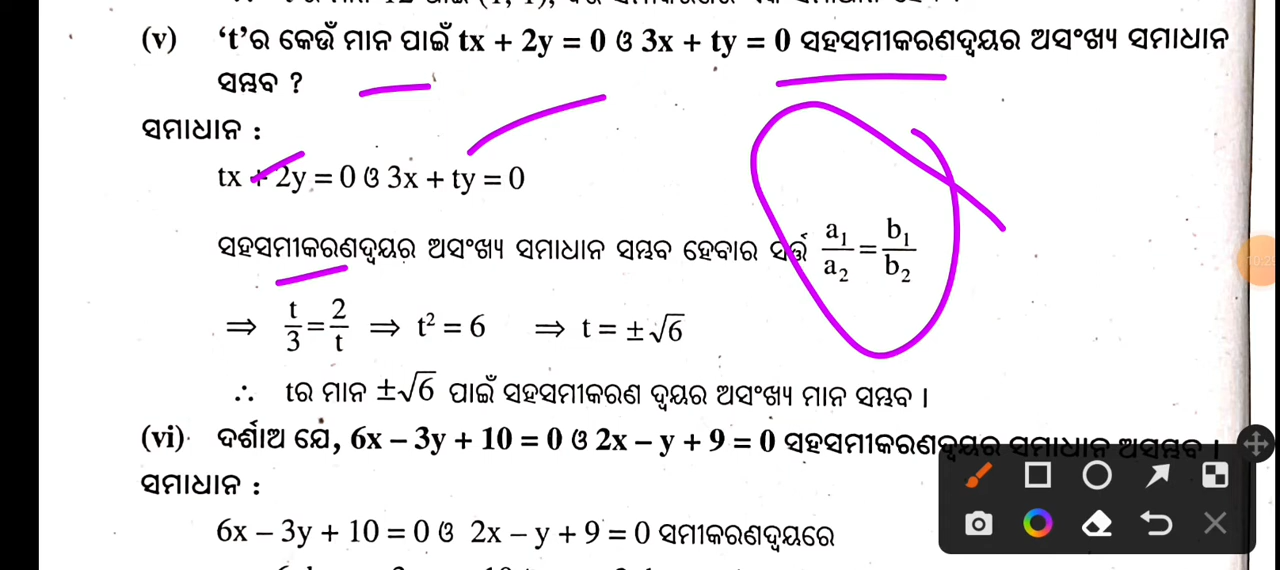 (v) ‘t’ର କେଉଁ ମାନ ପାଇଁ tx + 2y = 0 ଓ 3x + ty = 0 ସହସମୀକରଣଦ୍ୱୟର ଅସଂଖ୍ୟ ସମାଧାନ
ସମ୍ଭବ ?
ସମାଧାନ :
tx + 2y = 0 ଓ 3x + ty = 0
ସହସମୀକରଣଦ୍ୱୟର ଅସଂଖ୍ୟ ସମାଧାନ ସମ୍ଭବ ହେବାର ସର୍ତ୍ତ a₁/a₂ = b₁/b₂
⇒ t/3 = 2/t ⇒ t² = 6 ⇒ t = ±√6
∴ tର ମାନ ±√6 ପାଇଁ ସହସମୀକରଣ ଦ୍ୱୟର ଅସଂଖ୍ୟ ମାନ ସମ୍ଭବ ।
(vi) ଦର୍ଶାଅ ଯେ, 6x – 3y + 10 = 0 ଓ 2x – y + 9 = 0 ସହସମୀକରଣଦ୍ୱୟର ସମାଧାନ ଅସମ୍ଭବ ।
ସମାଧାନ :
6x – 3y + 10 = 0 ଓ 2x – y + 9 = 0 ସମୀକରଣଦ୍ୱୟରେ